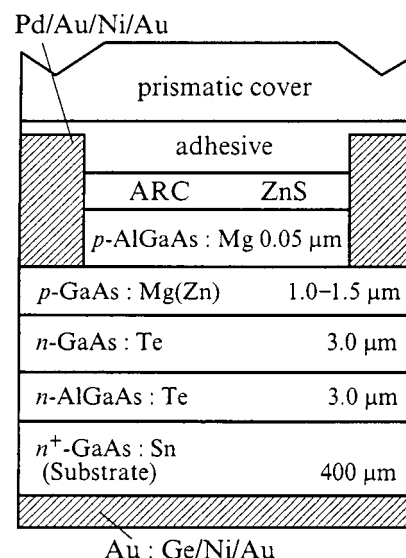 Pd/Au/Ni/Au
prismatic cover
adhesive
ARC ZnS
p-AlGaAs : Mg 0.05 μm
p-GaAs : Mg(Zn) 1.0–1.5 μm
n-GaAs : Te 3.0 μm
n-AlGaAs : Te 3.0 μm
n⁺-GaAs : Sn
(Substrate) 400 μm
Au : Ge/Ni/Au